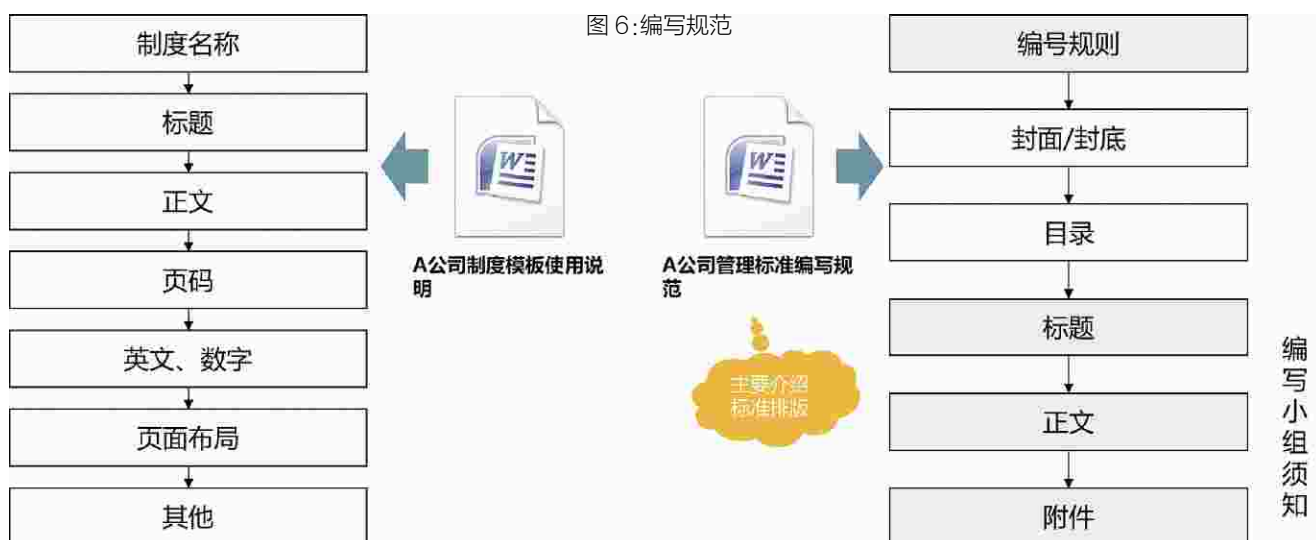 图 6:编写规范
制度名称
标题
正文
页码
英文、数字
页面布局
其他
A公司制度模板使用说
明
A公司管理标准编写规
范
主要介绍
标准排版
编号规则
封面/封底
目录
标题
正文
附件
编写小组须知